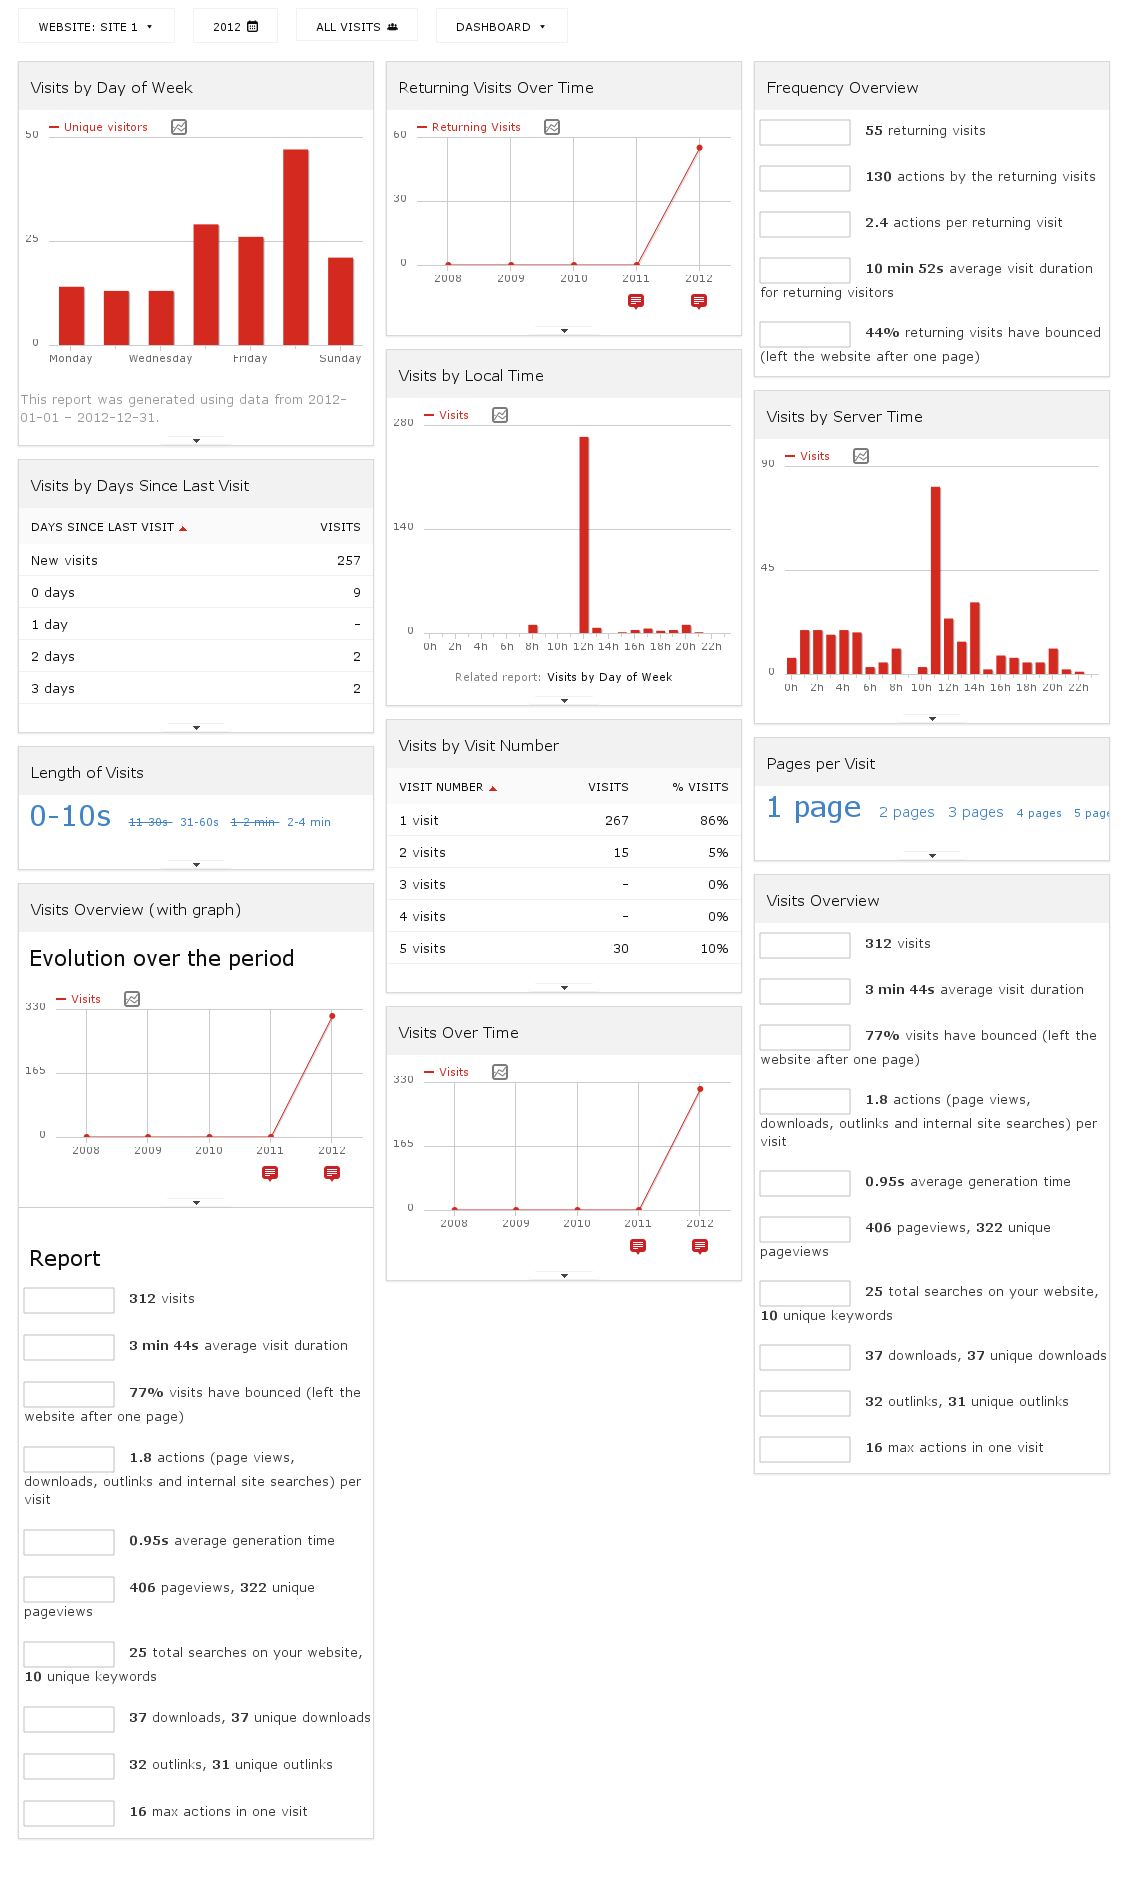 WEBSITE: SITE 1
2012
ALL VISITS
DASHBOARD
Visits by Day of Week
Unique visitors
50
25
0
Monday Wednesday Friday Sunday
This report was generated using data from 2012-
01-01 - 2012-12-31.
Visits by Days Since Last Visit
DAYS SINCE LAST VISIT VISITS
New visits 257
0 days 9
1 day -
2 days 2
3 days 2
Length of Visits
0-10s 11-30s 31-60s 1-2 min 2-4 min
Visits Overview (with graph)
Evolution over the period
Visits
330
165
0
2008 2009 2010 2011 2012
Report
312 visits
3 min 44s average visit duration
77% visits have bounced (left the
website after one page)
1.8 actions (page views,
downloads, outlinks and internal site searches) per
visit
0.95s average generation time
406 pageviews, 322 unique
pageviews
25 total searches on your website,
10 unique keywords
37 downloads, 37 unique downloads
32 outlinks, 31 unique outlinks
16 max actions in one visit
Returning Visits Over Time
Returning Visits
60
30
0
2008 2009 2010 2011 2012
Visits by Local Time
Visits
280
140
0
0h 2h 4h 6h 8h 10h 12h 14h 16h 18h 20h 22h
Related report: Visits by Day of Week
Visits by Visit Number
VISIT NUMBER VISITS % VISITS
1 visit 267 86%
2 visits 15 5%
3 visits - 0%
4 visits - 0%
5 visits 30 10%
Visits Over Time
Visits
330
165
0
2008 2009 2010 2011 2012
Frequency Overview
55 returning visits
130 actions by the returning visits
2.4 actions per returning visit
10 min 52s average visit duration
for returning visitors
44% returning visits have bounced
(left the website after one page)
Visits by Server Time
Visits
90
45
0
0h 2h 4h 6h 8h 10h 12h 14h 16h 18h 20h 22h
Pages per Visit
1 page 2 pages 3 pages 4 pages 5 page
Visits Overview
312 visits
3 min 44s average visit duration
77% visits have bounced (left the
website after one page)
1.8 actions (page views,
downloads, outlinks and internal site searches) per
visit
0.95s average generation time
406 pageviews, 322 unique
pageviews
25 total searches on your website,
10 unique keywords
37 downloads, 37 unique downloads
32 outlinks, 31 unique outlinks
16 max actions in one visit